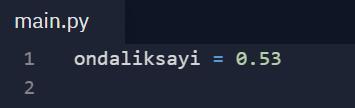 main.py
1 ondaliksayi = 0.53
2